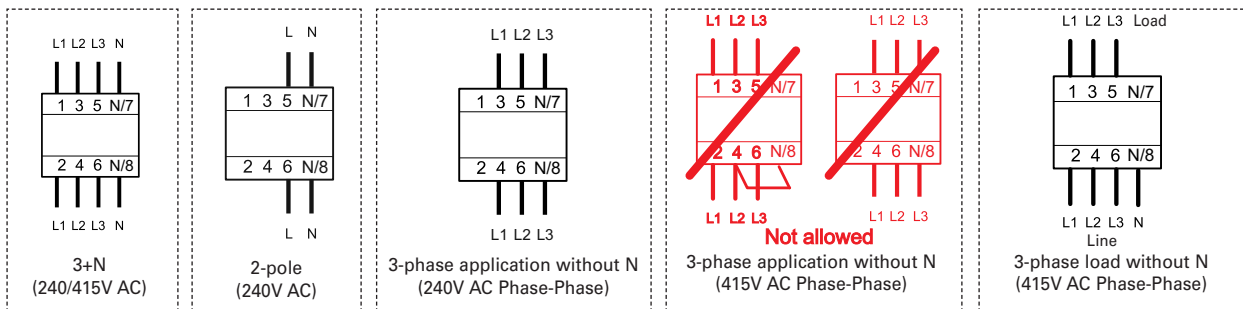 L1 L2 L3 N
1 3 5 N/7
2 4 6 N/8
L1 L2 L3 N
3+N
(240/415V AC)
L N
1 3 5 N/7
2 4 6 N/8
L N
2-pole
(240V AC)
L1 L2 L3
1 3 5 N/7
2 4 6 N/8
L1 L2 L3
3-phase application without N
(240V AC Phase-Phase)
L1 L2 L3
1 3 5 N/7
2 4 6 N/8
L1 L2 L3
L1 L2 L3
1 3 5 N/7
2 4 6 N/8
L1 L2 L3
Not allowed
3-phase application without N
(415V AC Phase-Phase)
L1 L2 L3 Load
1 3 5 N/7
2 4 6 N/8
L1 L2 L3 N
Line
3-phase load without N
(415V AC Phase-Phase)